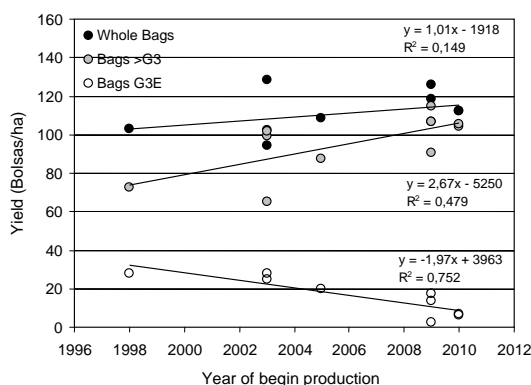 Whole Bags
Bags >G3
Bags G3E
y = 1,01x - 1918
R² = 0,149
y = 2,67x - 5250
R² = 0,479
y = -1,97x + 3963
R² = 0,752
Yield (Bolsas/ha)
160
140
120
100
80
60
40
20
0
1996 1998 2000 2002 2004 2006 2008 2010 2012
Year of begin production